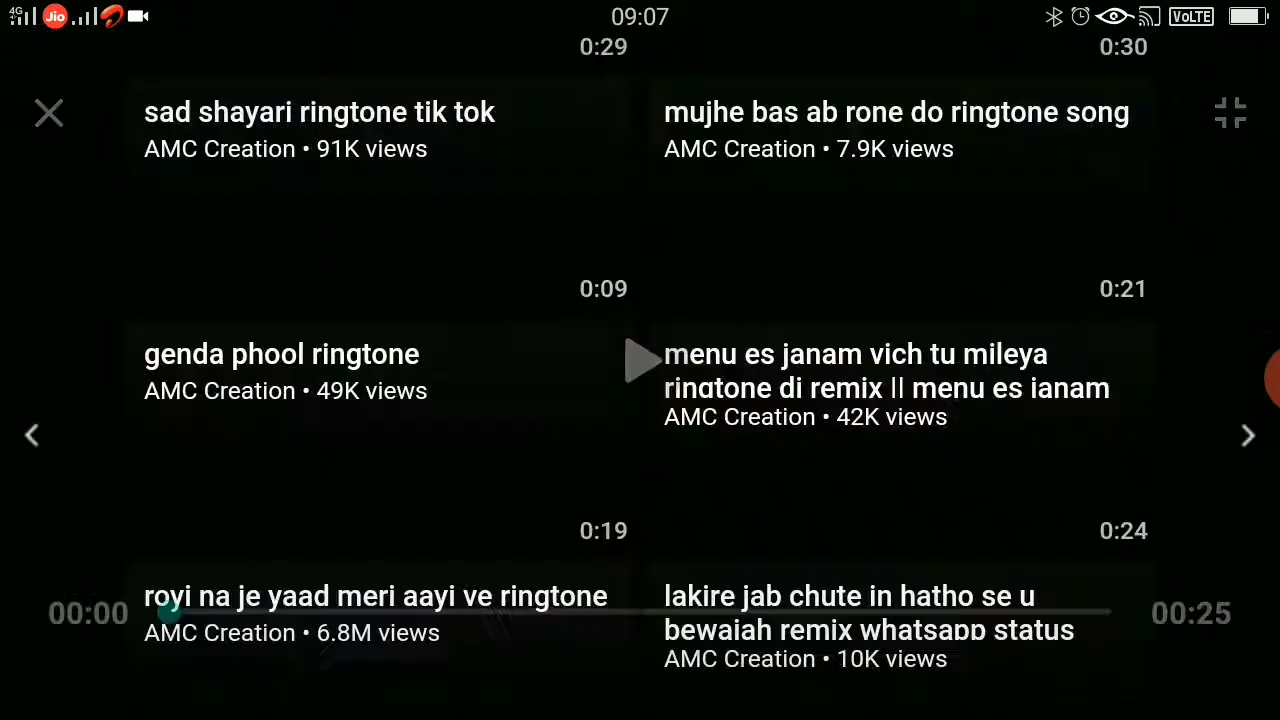 4G Jio 09:07 VoLTE
0:29 0:30
sad shayari ringtone tik tok
AMC Creation • 91K views
mujhe bas ab rone do ringtone song
AMC Creation • 7.9K views
0:09 0:21
genda phool ringtone
AMC Creation • 49K views
menu es janam vich tu mileya
ringtone di remix || menu es janam
AMC Creation • 42K views
0:19 0:24
royi na je yaad meri aayi ve ringtone
AMC Creation • 6.8M views
lakire jab chute in hatho se u
bewajah remix whatsapp status
AMC Creation • 10K views
00:00 00:25